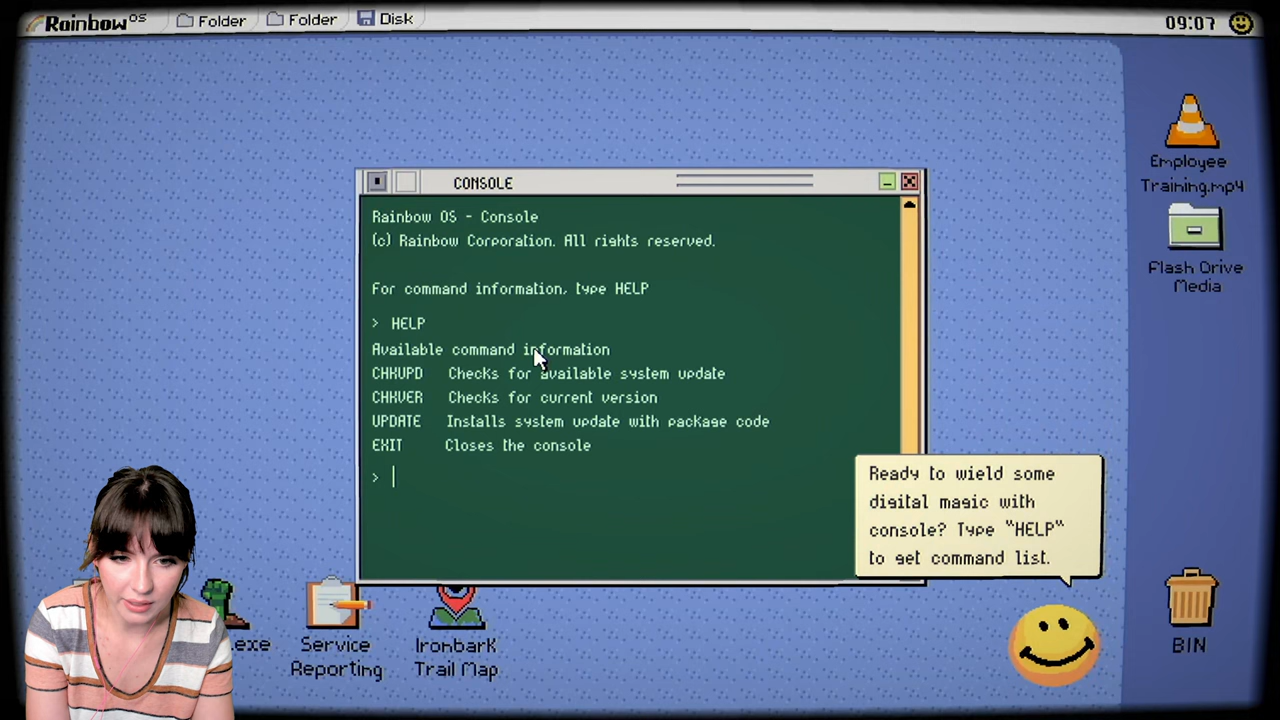 RainbowOS
Folder
Folder
Disk
09:07
Employee
Training.mp4
Flash Drive
Media
CONSOLE
Rainbow OS - Console
(c) Rainbow Corporation. All rights reserved.
For command information, type HELP
> HELP
Available command information
CHKUPD Checks for available system update
CHKVER Checks for current version
UPDATE Installs system update with package code
EXIT Closes the console
>
Ready to wield some
digital magic with
console? Type "HELP"
to get command list.
.exe
Service
Reporting
Ironbark
Trail Map
BIN